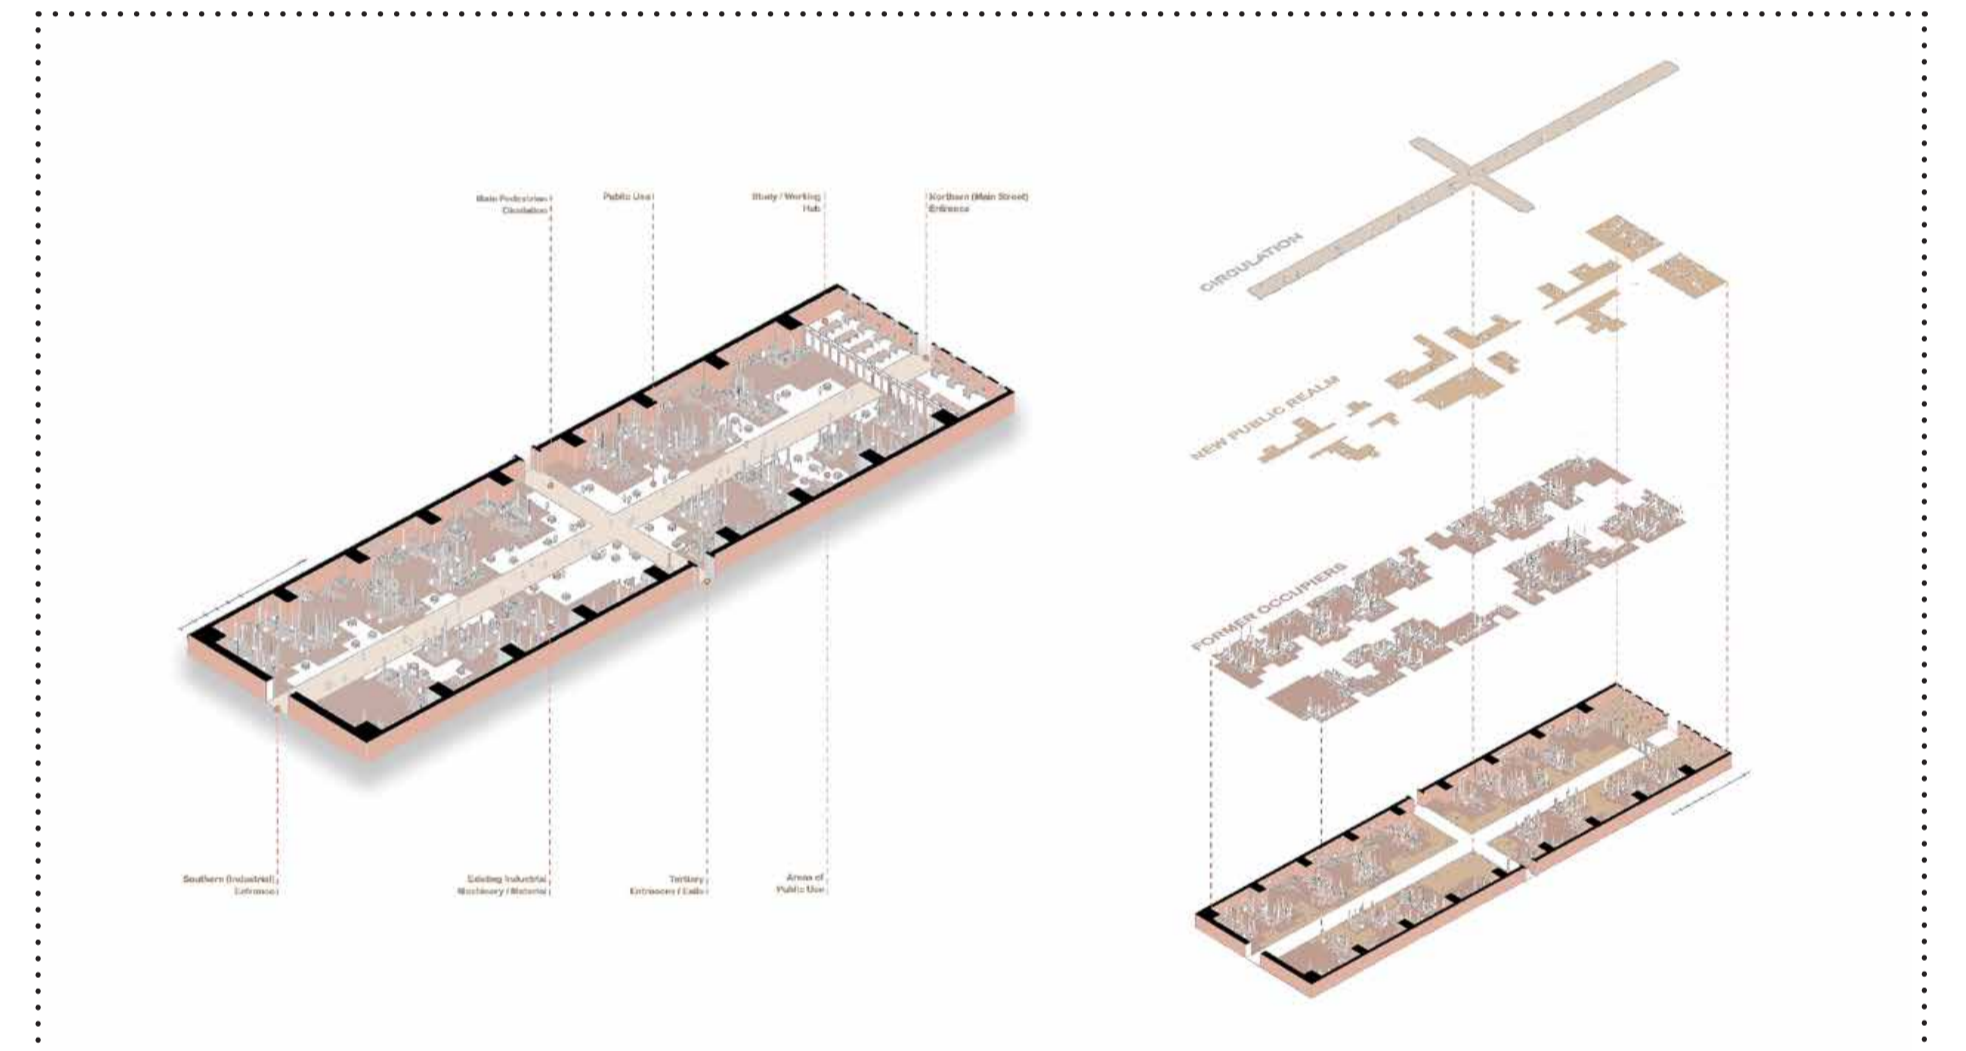 Main Pedestrian
Circulation
Public Use
Study / Working
Hub
Northern (Main Street)
Entrance
Southern (Industrial)
Entrance
Existing Industrial
Machinery / Material
Tertiary
Entrances / Exits
Areas of
Public Use
CIRCULATION
NEW PUBLIC REALM
FORMER OCCUPIERS